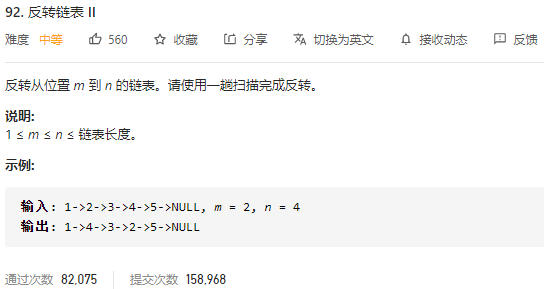 92. 反转链表 II
难度 中等 560 收藏 分享 切换为英文 接收动态 反馈
反转从位置 m 到 n 的链表。请使用一趟扫描完成反转。
说明:
1 ≤ m ≤ n ≤ 链表长度。
示例:
输入: 1->2->3->4->5->NULL, m = 2, n = 4
输出: 1->4->3->2->5->NULL
通过次数 82,075 提交次数 158,968